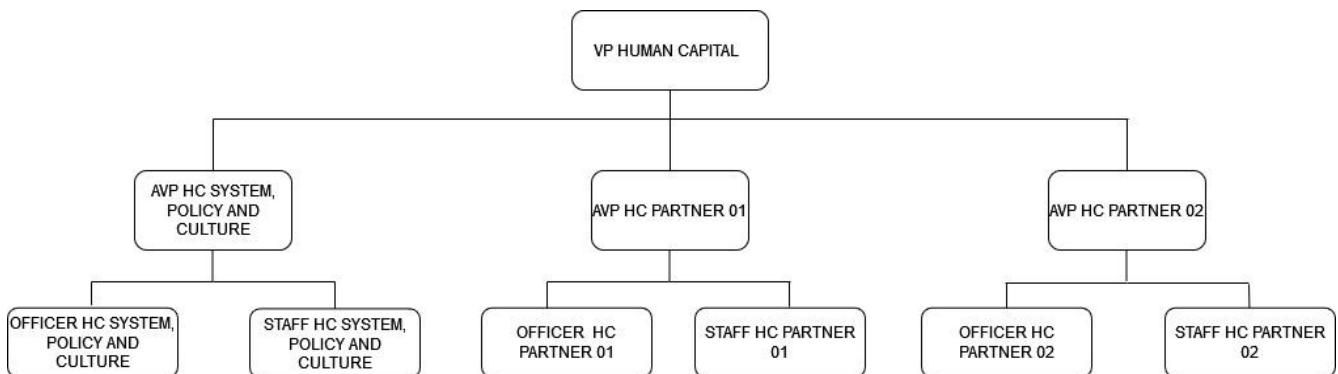 VP HUMAN CAPITAL
AVP HC SYSTEM,
POLICY AND
CULTURE
AVP HC PARTNER 01
AVP HC PARTNER 02
OFFICER HC SYSTEM,
POLICY AND
CULTURE
STAFF HC SYSTEM,
POLICY AND
CULTURE
OFFICER HC
PARTNER 01
STAFF HC PARTNER
01
OFFICER HC
PARTNER 02
STAFF HC PARTNER
02